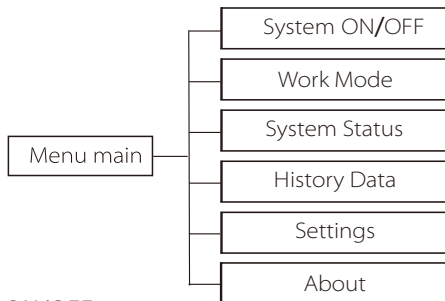 System ON/OFF
Work Mode
System Status
Menu main
History Data
Settings
About